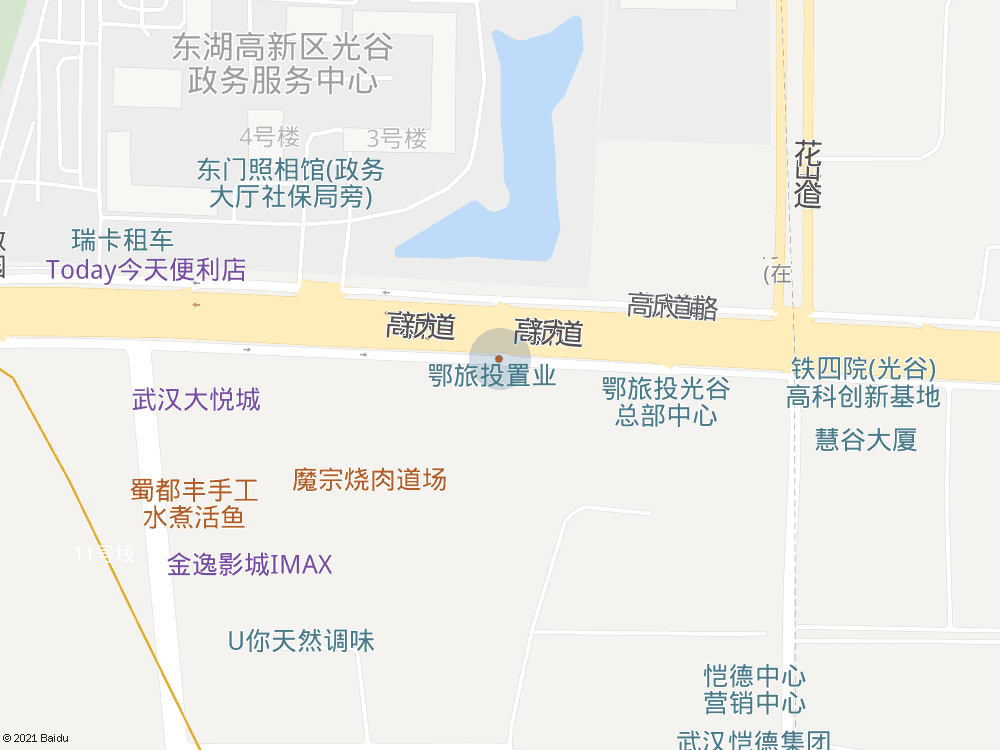 东湖高新区光谷
政务服务中心
4号楼
3号楼
花山道
东门照相馆(政务
大厅社保局旁)
瑞卡租车
Today今天便利店
(在
高新大道
高新大道
鄂旅投置业
鄂旅投光谷
总部中心
铁四院(光谷)
高科创新基地
武汉大悦城
慧谷大厦
魔宗烧肉道场
蜀都丰手工
水煮活鱼
11号线
金逸影城IMAX
U你天然调味
恺德中心
营销中心
武汉恺德集团
© 2021 Baidu